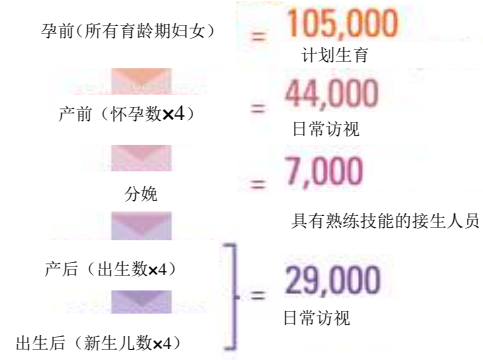 孕前（所有育龄期妇女）
= 105,000
计划生育
产前（怀孕数×4）
= 44,000
日常访视
分娩
= 7,000
具有熟练技能的接生人员
产后（出生数×4）
= 29,000
日常访视
出生后（新生儿数×4）